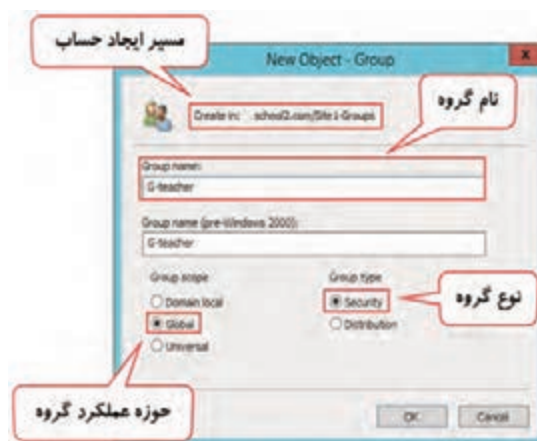 مسیر ایجاد حساب
New Object - Group
x
نام گروه
Create in: school2.com/Site1-Groups
Group name:
G-teacher
Group name (pre-Windows 2000):
G-teacher
Group scope
Group type
Domain local
Security
نوع گروه
Global
Distribution
Universal
حوزه عملکرد گروه
OK
Cancel